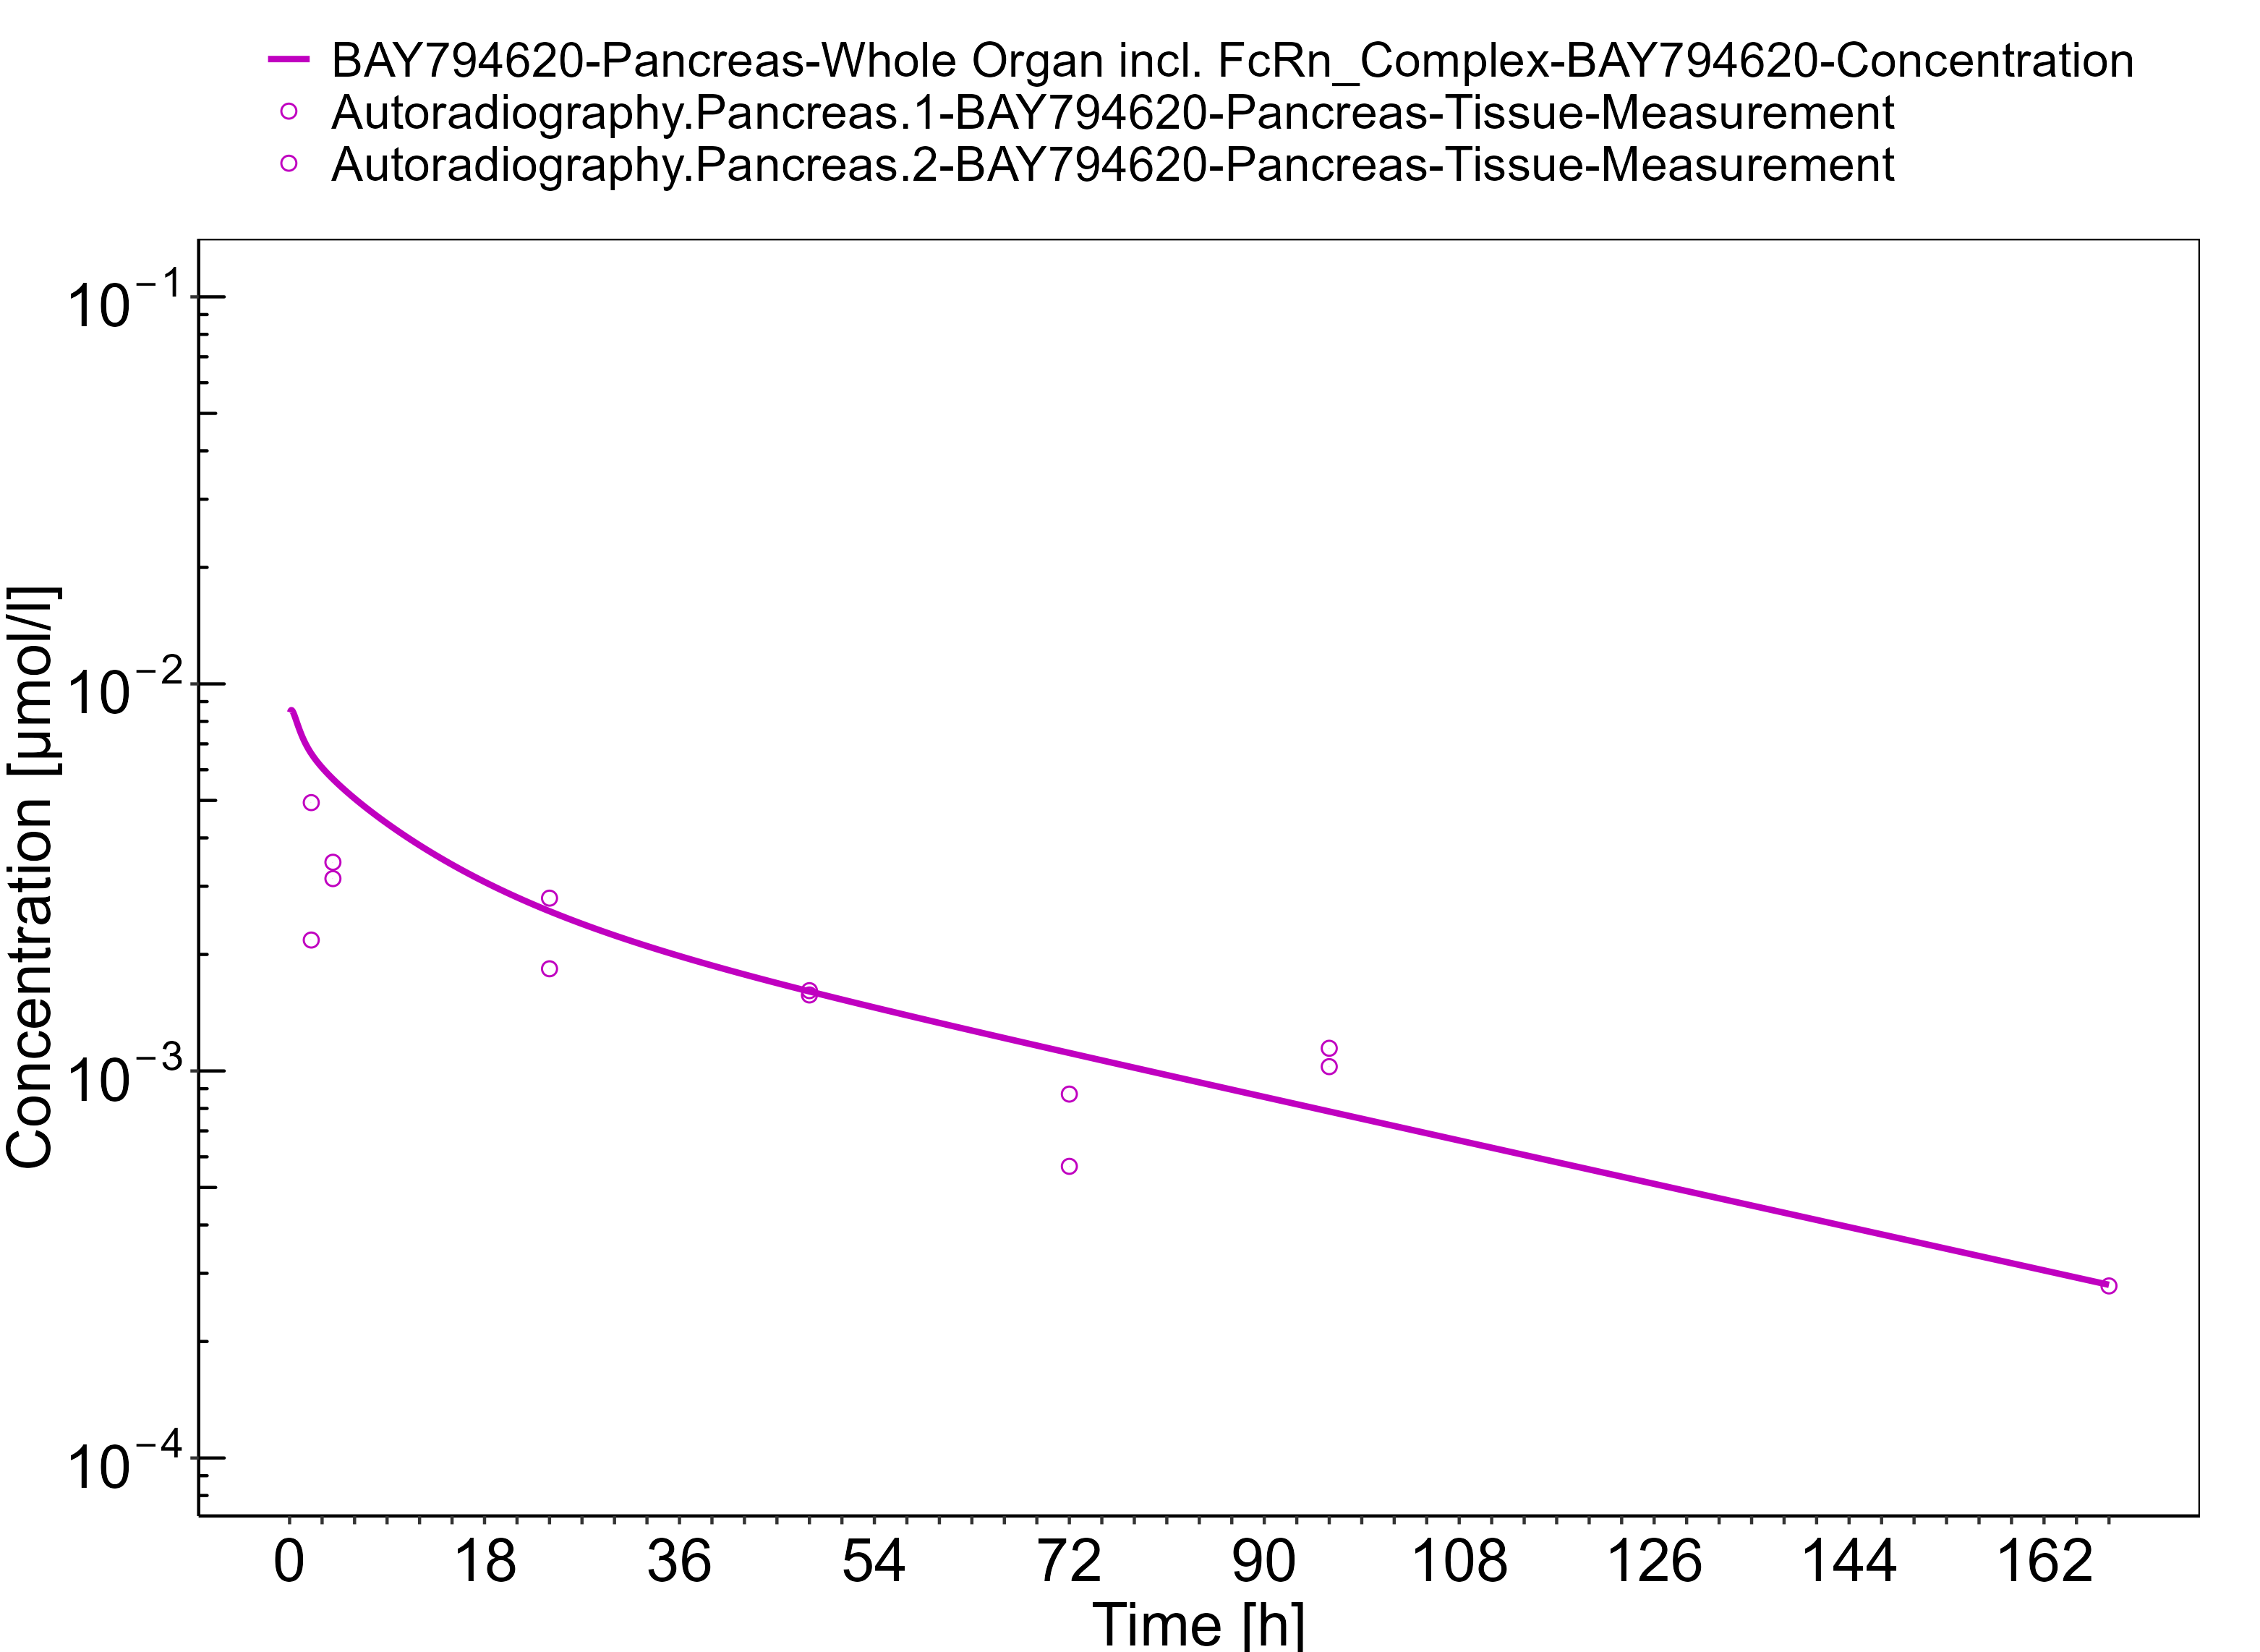 BAY794620-Pancreas-Whole Organ incl. FcRn_Complex-BAY794620-Concentration
Autoradiography.Pancreas.1-BAY794620-Pancreas-Tissue-Measurement
Autoradiography.Pancreas.2-BAY794620-Pancreas-Tissue-Measurement
Concentration [µmol/l]
10⁻¹
10⁻²
10⁻³
10⁻⁴
0 18 36 54 72 90 108 126 144 162
Time [h]